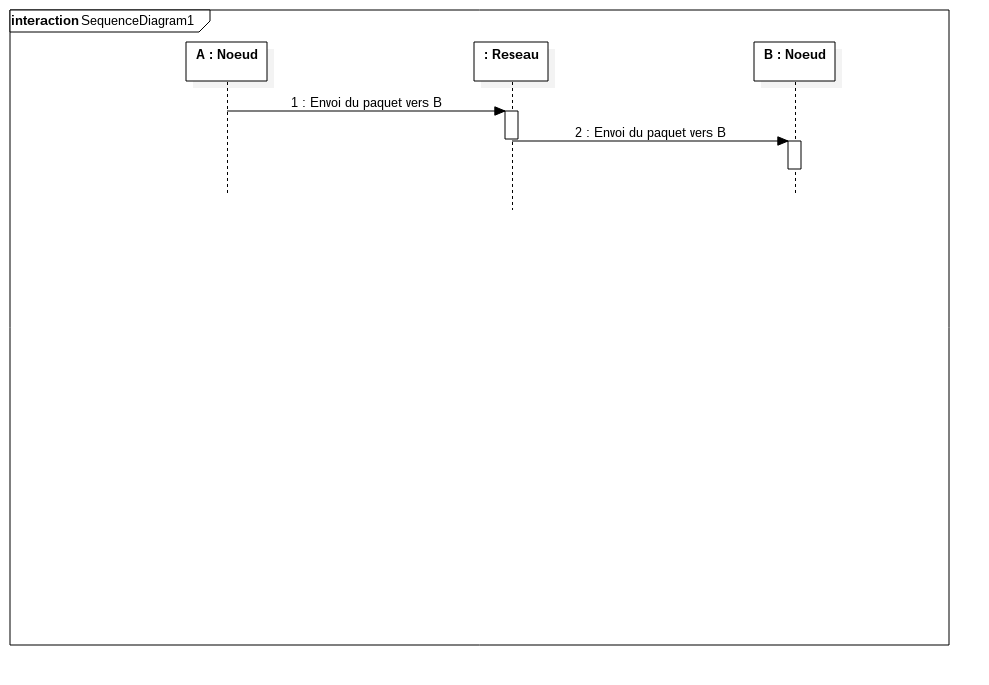 interaction SequenceDiagram1
A : Noeud
: Reseau
B : Noeud
1 : Envoi du paquet vers B
2 : Envoi du paquet vers B